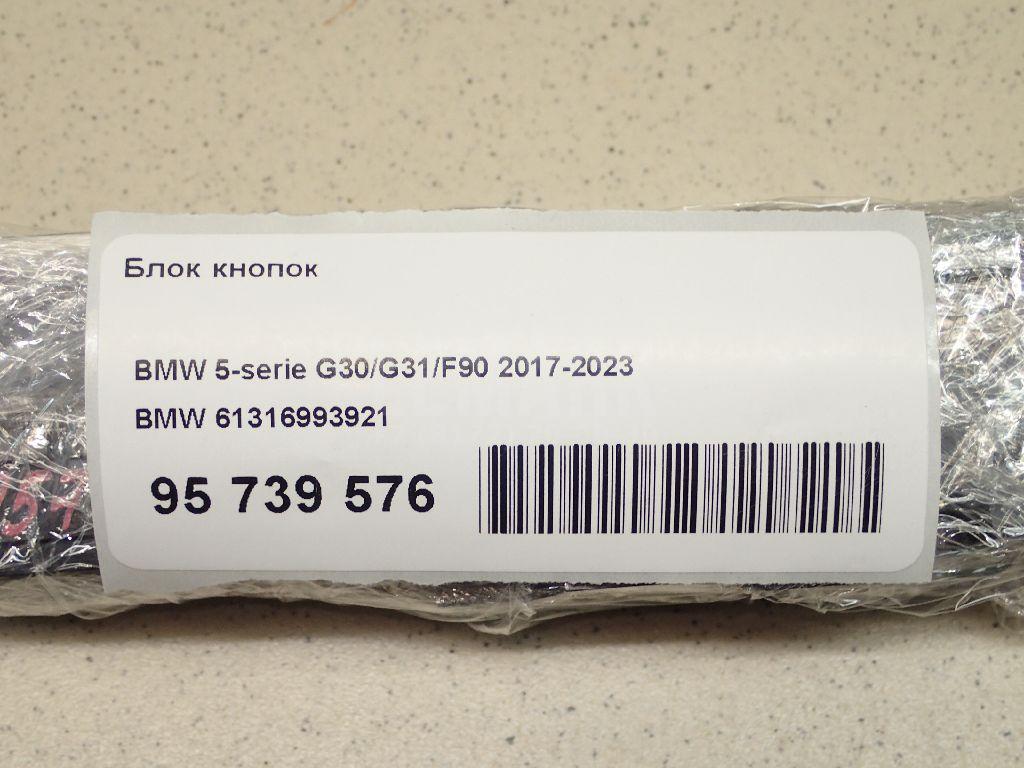 Блок кнопок
BMW 5-serie G30/G31/F90 2017-2023
BMW 61316993921
95 739 576